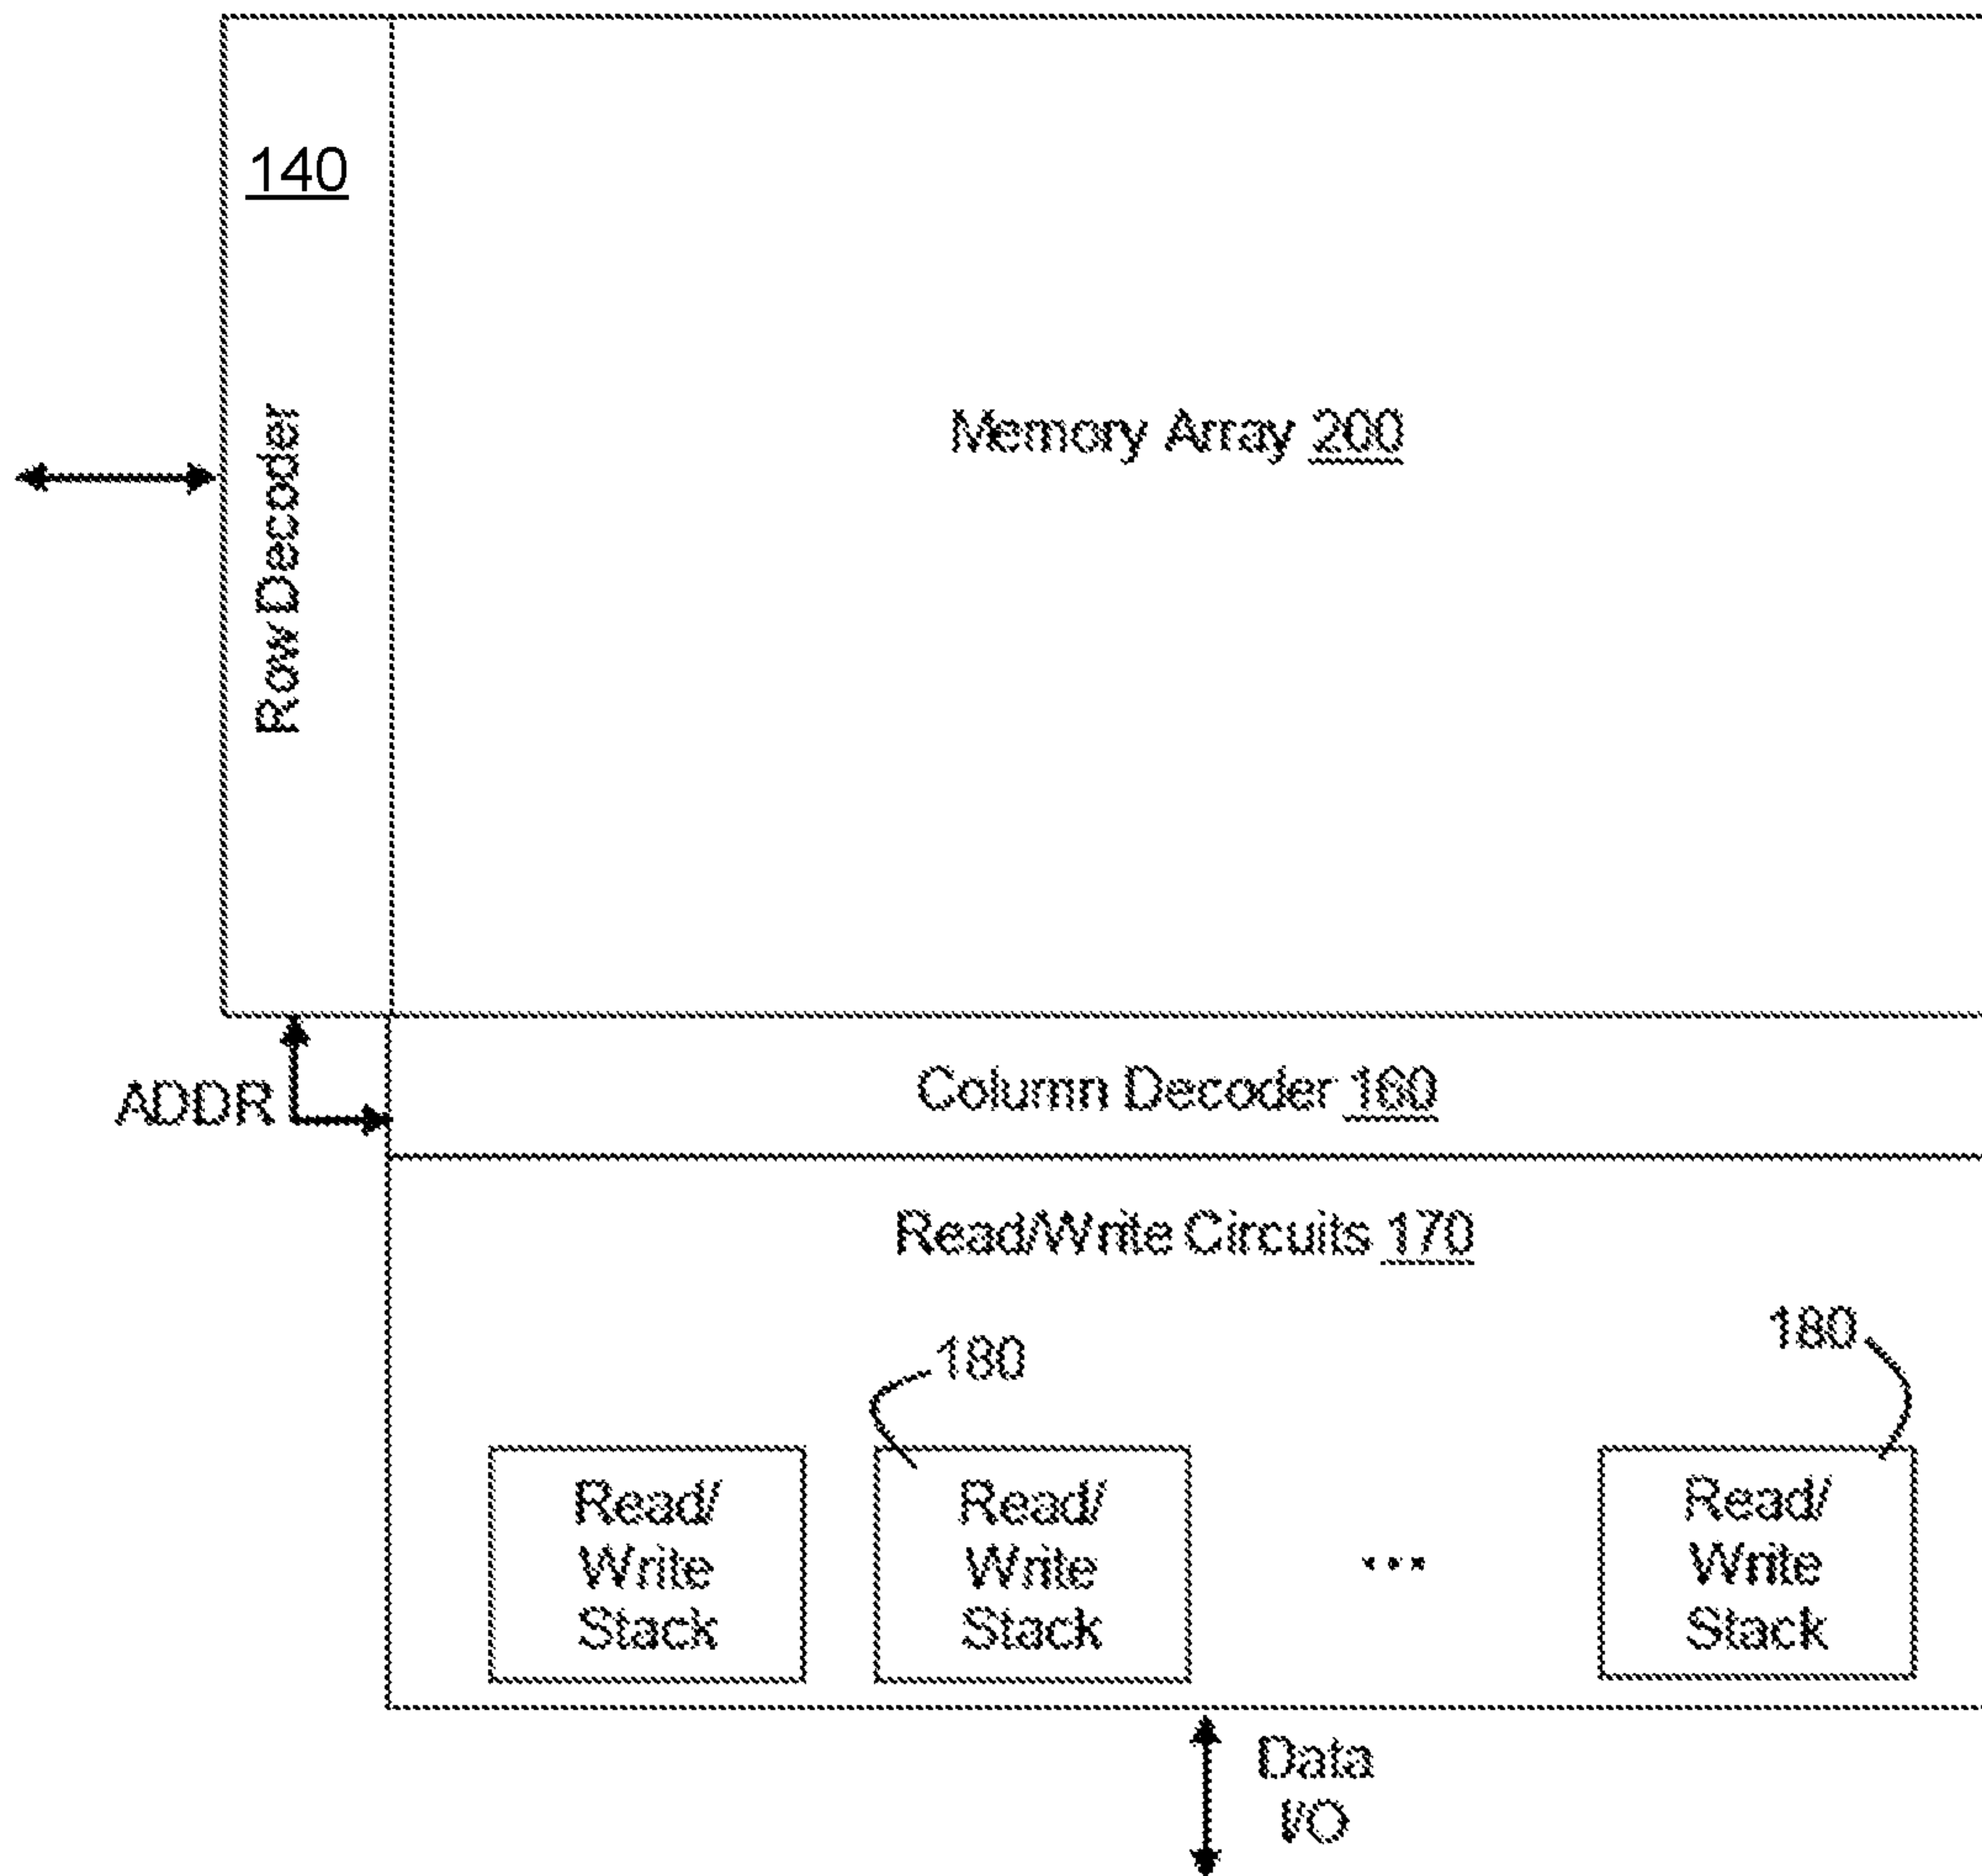 140
Row Decoder
Memory Array 200
ADDR
Column Decoder 160
Read/Write Circuits 170
180
180
Read/
Write
Stack
Read/
Write
Stack
...
Read/
Write
Stack
Data
I/O